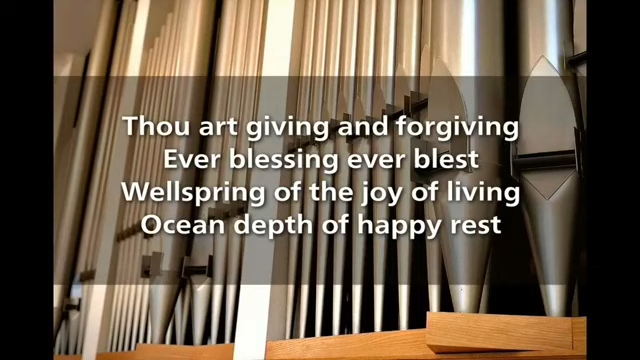 Thou art giving and forgiving
Ever blessing ever blest
Wellspring of the joy of living
Ocean depth of happy rest